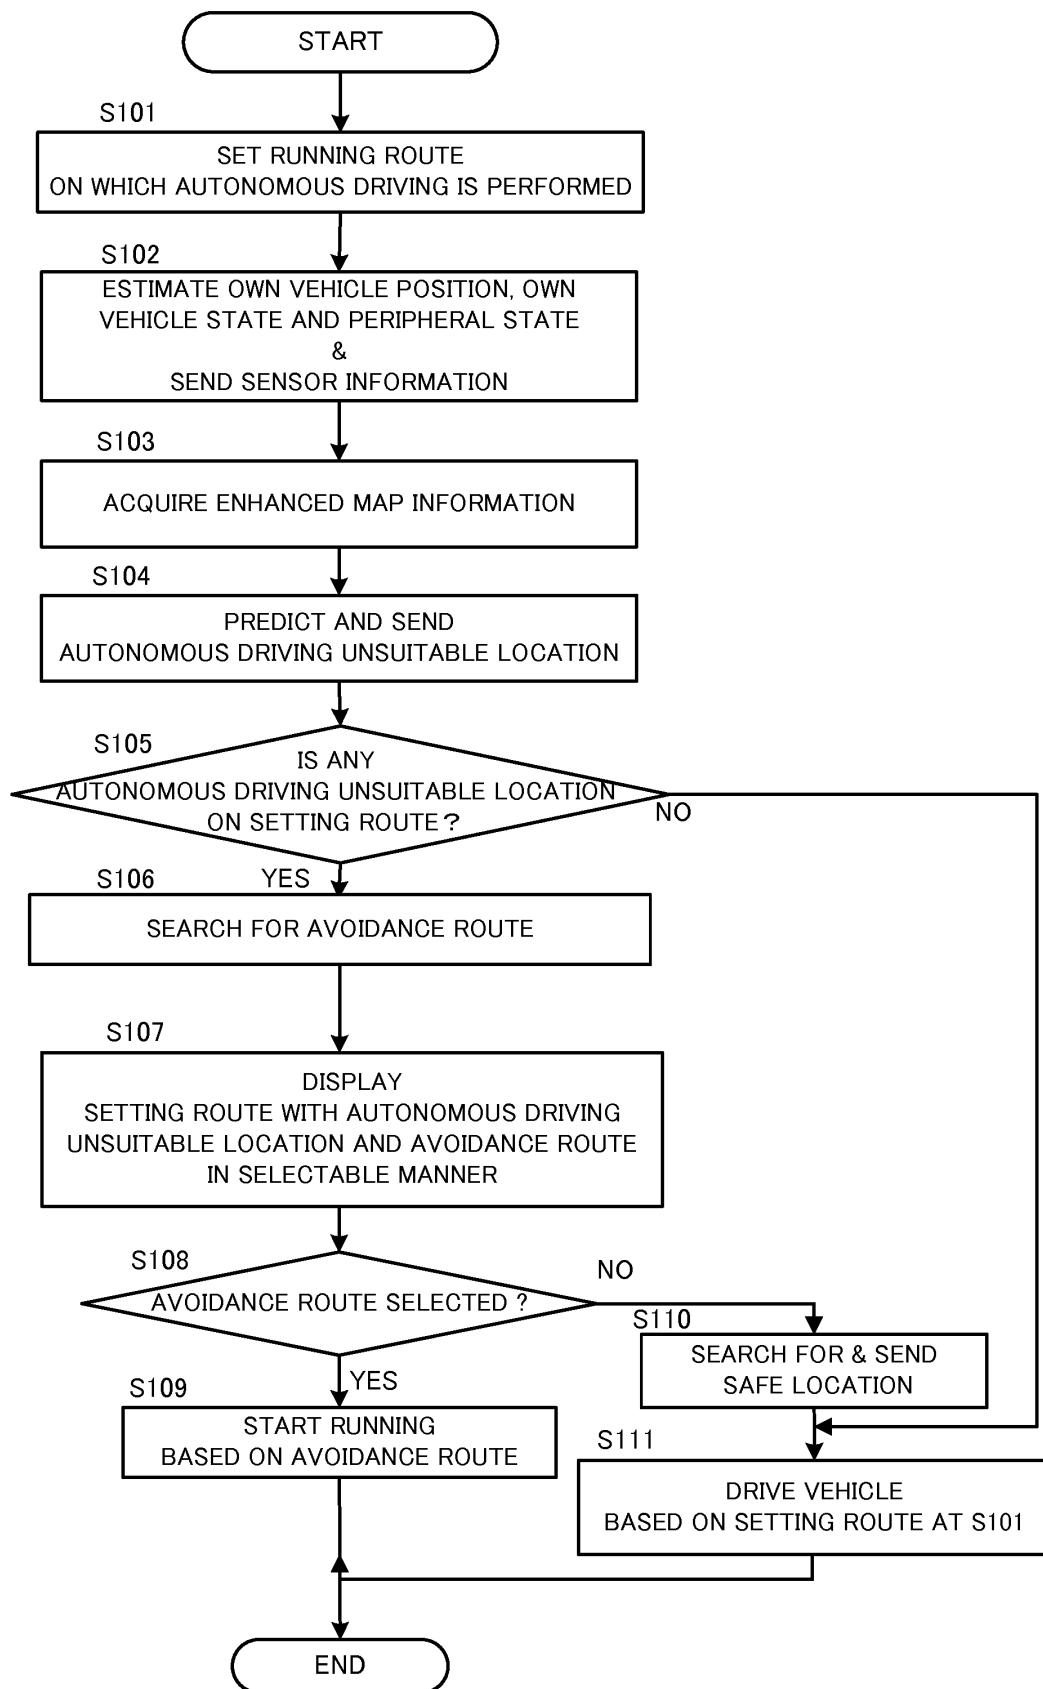 START
S101
SET RUNNING ROUTE
ON WHICH AUTONOMOUS DRIVING IS PERFORMED
S102
ESTIMATE OWN VEHICLE POSITION, OWN
VEHICLE STATE AND PERIPHERAL STATE
&
SEND SENSOR INFORMATION
S103
ACQUIRE ENHANCED MAP INFORMATION
S104
PREDICT AND SEND
AUTONOMOUS DRIVING UNSUITABLE LOCATION
S105
IS ANY
AUTONOMOUS DRIVING UNSUITABLE LOCATION
ON SETTING ROUTE?
NO
YES
S106
SEARCH FOR AVOIDANCE ROUTE
S107
DISPLAY
SETTING ROUTE WITH AUTONOMOUS DRIVING
UNSUITABLE LOCATION AND AVOIDANCE ROUTE
IN SELECTABLE MANNER
S108
AVOIDANCE ROUTE SELECTED ?
NO
YES
S110
SEARCH FOR & SEND
SAFE LOCATION
S109
START RUNNING
BASED ON AVOIDANCE ROUTE
S111
DRIVE VEHICLE
BASED ON SETTING ROUTE AT S101
END